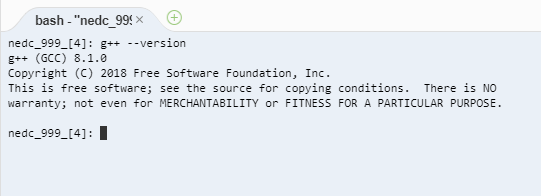 bash - "nedc_99
nedc_999_[4]: g++ --version
g++ (GCC) 8.1.0
Copyright (C) 2018 Free Software Foundation, Inc.
This is free software; see the source for copying conditions.  There is NO
warranty; not even for MERCHANTABILITY or FITNESS FOR A PARTICULAR PURPOSE.
nedc_999_[4]: